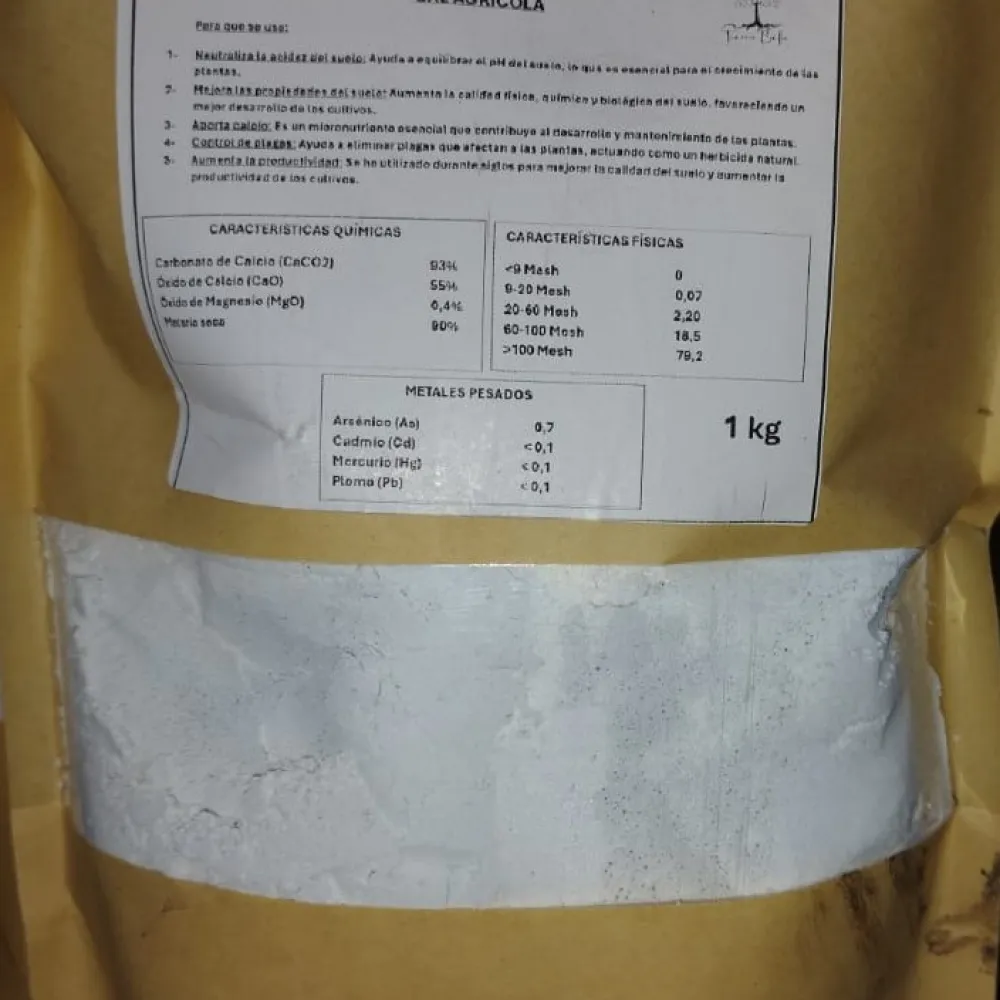 AGRICOLA
Para que se usa:
1- Neutraliza la acidez del suelo: Ayuda a equilibrar el pH del suelo, lo que es esencial para el crecimiento de las
plantas.
2- Mejora las propiedades del suelo: Aumenta la calidad física, química y biológica del suelo, favoreciendo un
mejor desarrollo de los cultivos.
3- Aporta calcio: Es un micronutriente esencial que contribuye al desarrollo y mantenimiento de las plantas.
4- Control de plagas: Ayuda a eliminar plagas que afectan a las plantas, actuando como un herbicida natural.
5- Aumenta la productividad: Se ha utilizado durante siglos para mejorar la calidad del suelo y aumentar la
productividad de los cultivos.
CARACTERISTICAS QUÍMICAS
Carbonato de Calcio (CaCO2) 93%
Óxido de Calcio (CaO) 55%
Óxido de Magnesio (MgO) 0,4%
Materia seca 90%
CARACTERÍSTICAS FÍSICAS
<9 Mesh 0
9-20 Mesh 0,07
20-60 Mesh 2,20
60-100 Mesh 18,5
>100 Mesh 79,2
METALES PESADOS
Arsénico (As) 0,7
Cadmio (Cd) <0,1
Mercurio (Hg) <0,1
Plomo (Pb) <0,1
1 kg